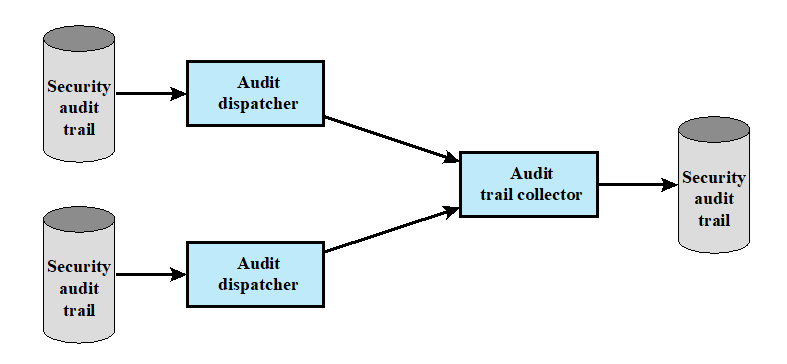 Security
audit
trail
Audit
dispatcher
Audit
trail collector
Security
audit
trail
Security
audit
trail
Audit
dispatcher